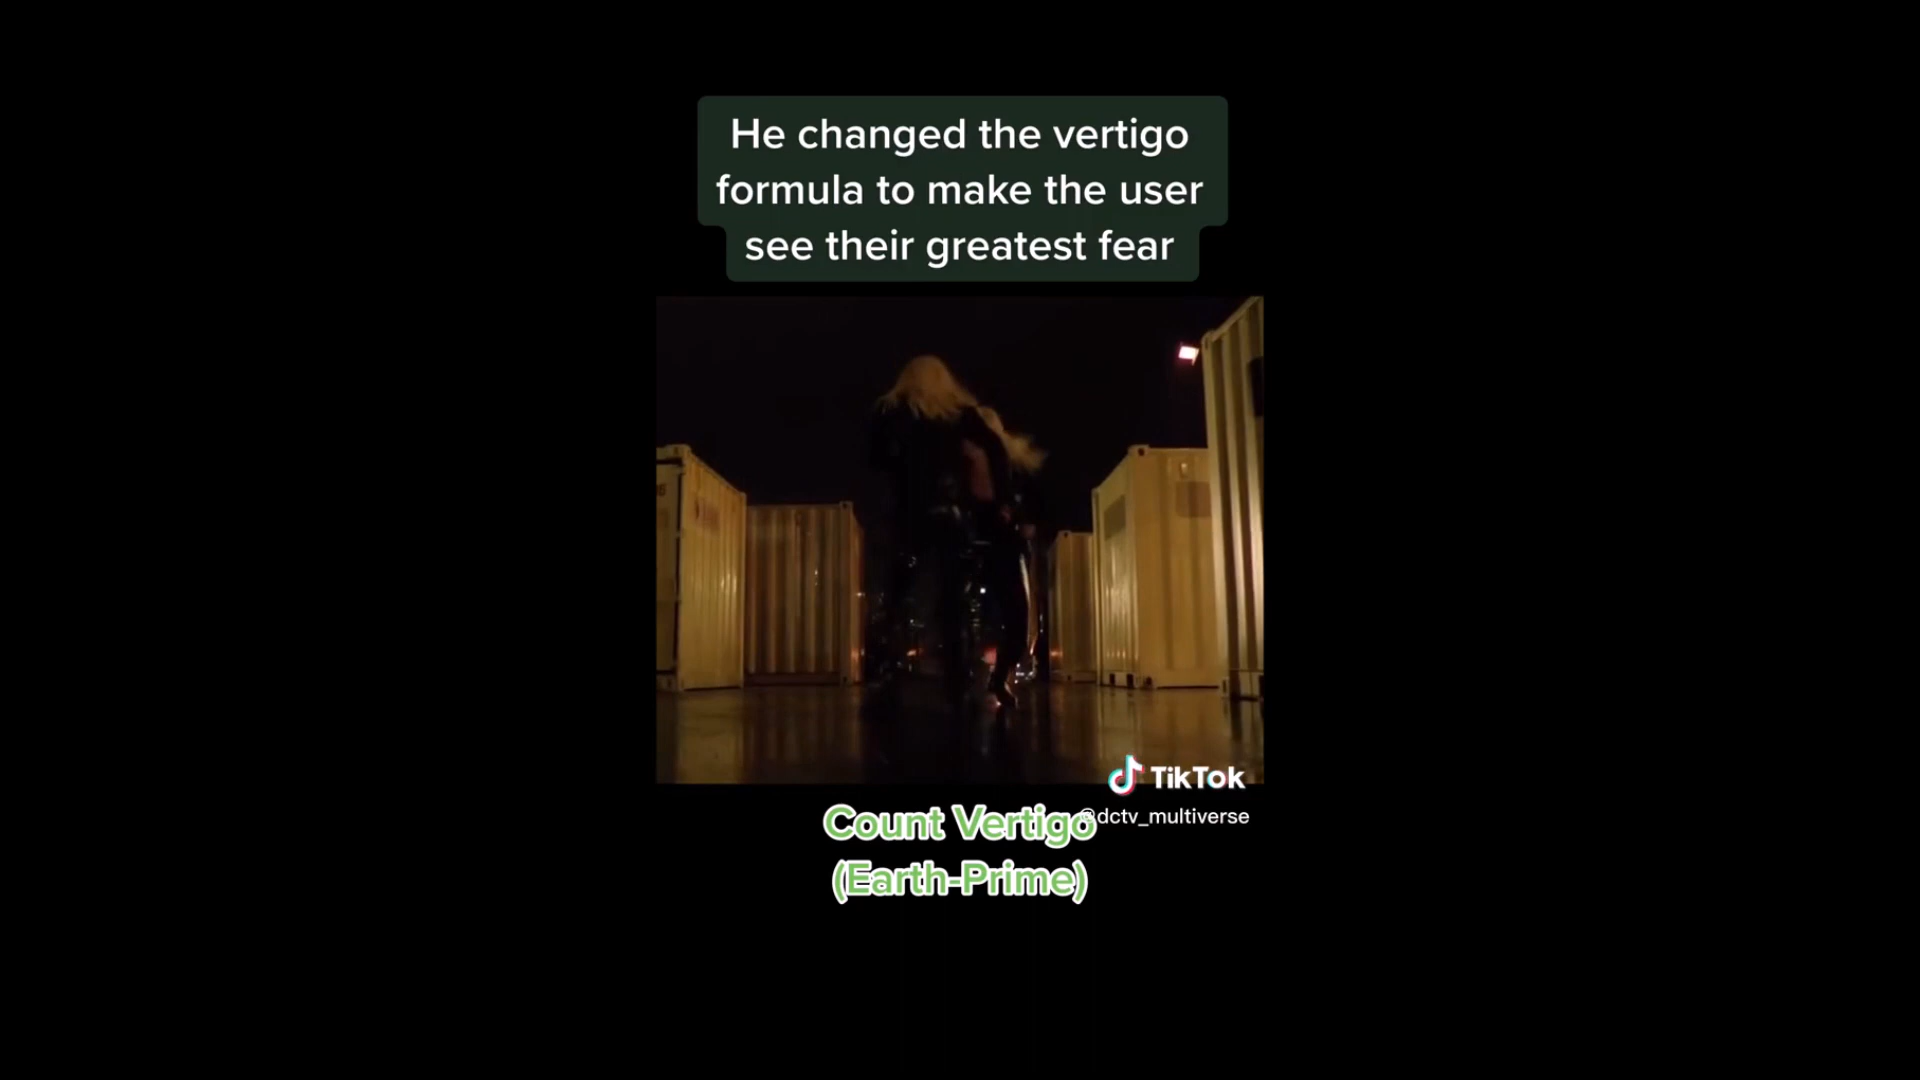 He changed the vertigo
formula to make the user
see their greatest fear
TikTok
@dctv_multiverse
Count Vertigo
(Earth-Prime)